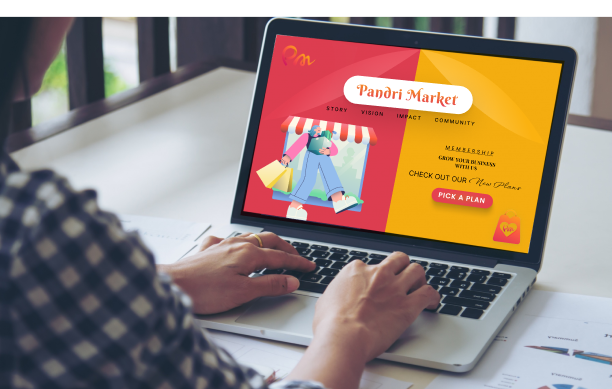 Pm
Pandri Market
STORY VISION IMPACT COMMUNITY
MEMBERSHIP
GROW YOUR BUSINESS
WITH US
CHECK OUT OUR New Plans
PICK A PLAN